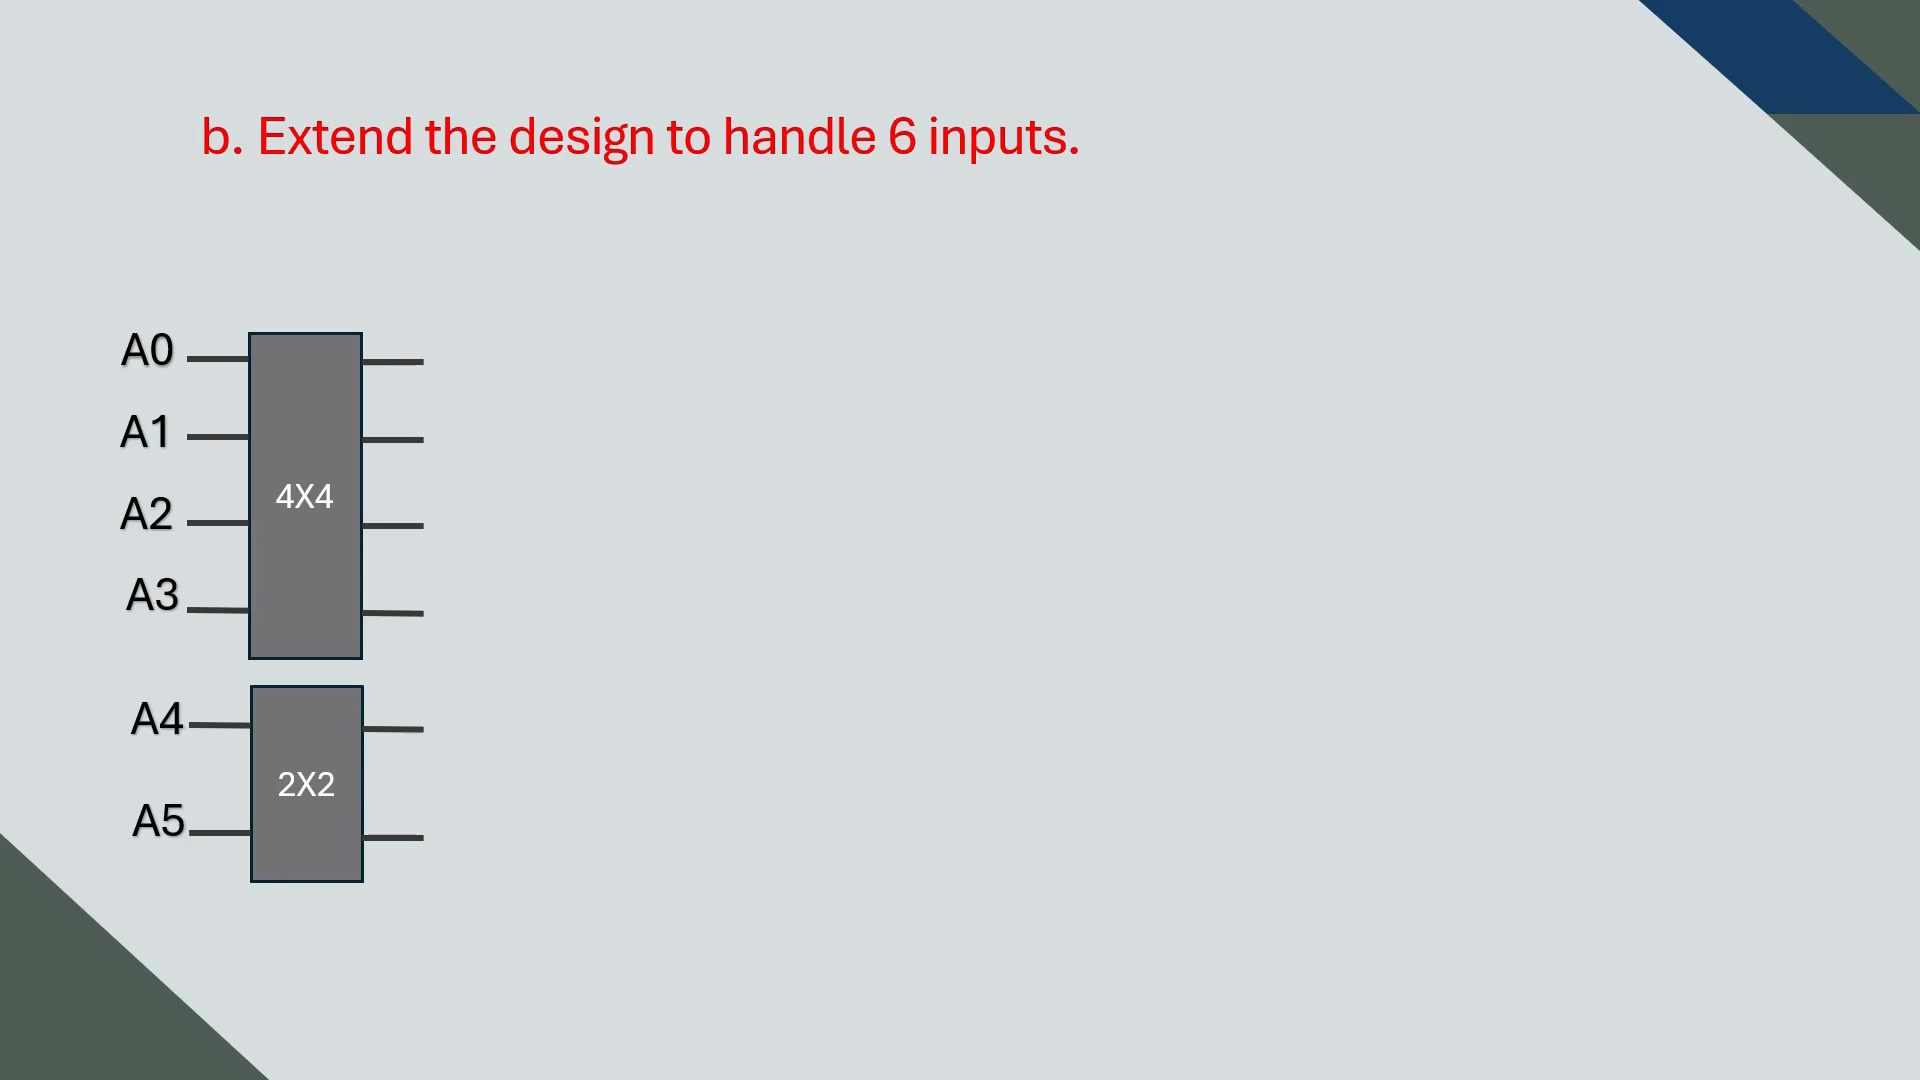 b. Extend the design to handle 6 inputs.
A0
A1
4X4
A2
A3
A4
2X2
A5